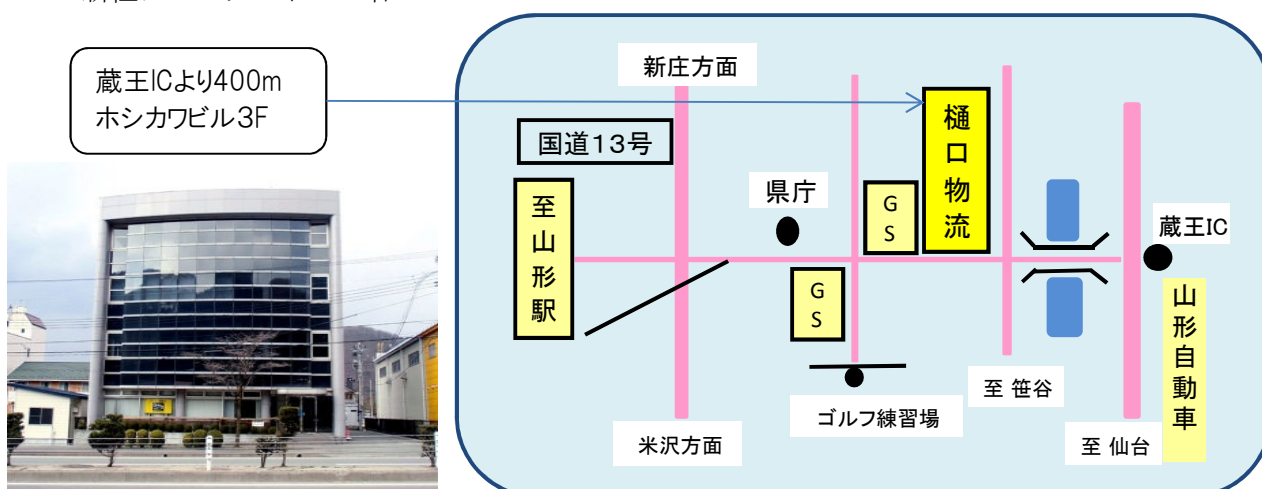 蔵王ICより400m
ホシカワビル3F
新庄方面
国道13号
樋口物流
至山形駅
県庁
GS
GS
蔵王IC
山形自動車
至 笹谷
ゴルフ練習場
米沢方面
至 仙台